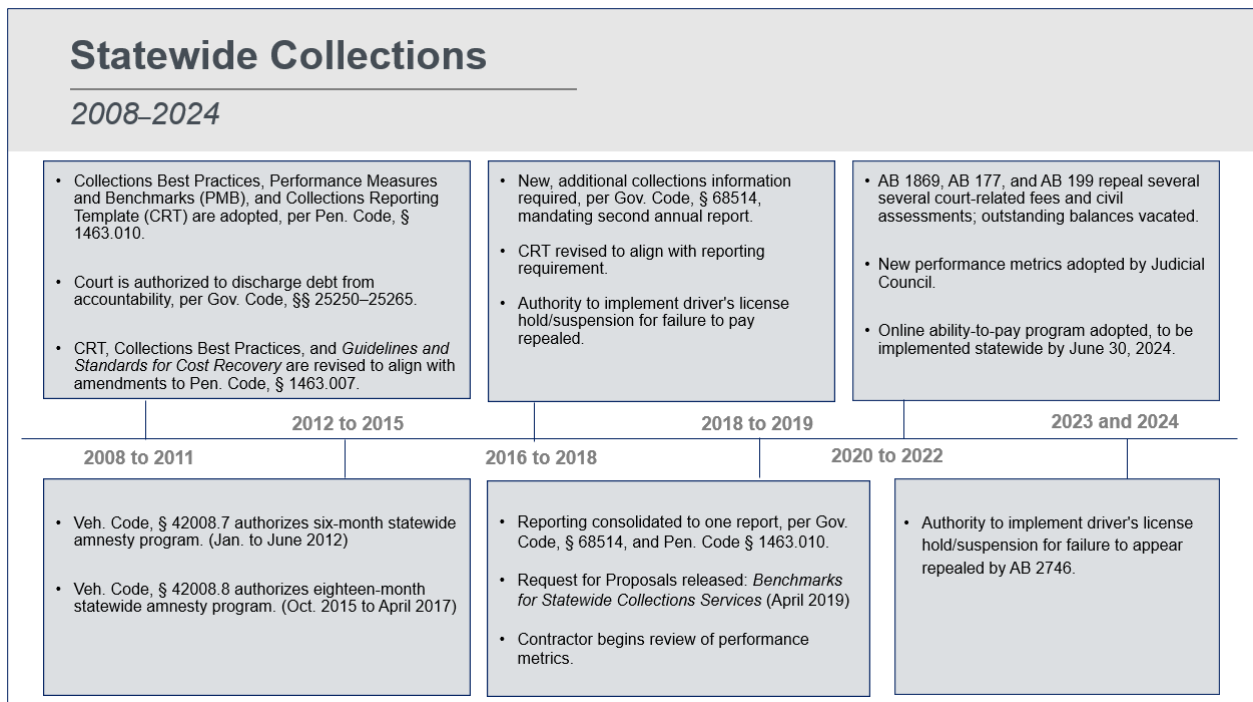 Statewide Collections
2008–2024
• Collections Best Practices, Performance Measures
and Benchmarks (PMB), and Collections Reporting
Template (CRT) are adopted, per Pen. Code, §
1463.010.
• Court is authorized to discharge debt from
accountability, per Gov. Code, §§ 25250–25265.
• CRT, Collections Best Practices, and Guidelines and
Standards for Cost Recovery are revised to align with
amendments to Pen. Code, § 1463.007.
• New, additional collections information
required, per Gov. Code, § 68514,
mandating second annual report.
• CRT revised to align with reporting
requirement.
• Authority to implement driver's license
hold/suspension for failure to pay
repealed.
• AB 1869, AB 177, and AB 199 repeal several
several court-related fees and civil
assessments; outstanding balances vacated.
• New performance metrics adopted by Judicial
Council.
• Online ability-to-pay program adopted, to be
implemented statewide by June 30, 2024.
2012 to 2015
2018 to 2019
2023 and 2024
2008 to 2011
2016 to 2018
2020 to 2022
• Veh. Code, § 42008.7 authorizes six-month statewide
amnesty program. (Jan. to June 2012)
• Veh. Code, § 42008.8 authorizes eighteen-month
statewide amnesty program. (Oct. 2015 to April 2017)
• Reporting consolidated to one report, per Gov.
Code, § 68514, and Pen. Code § 1463.010.
• Request for Proposals released: Benchmarks
for Statewide Collections Services (April 2019)
• Contractor begins review of performance
metrics.
• Authority to implement driver's license
hold/suspension for failure to appear
repealed by AB 2746.